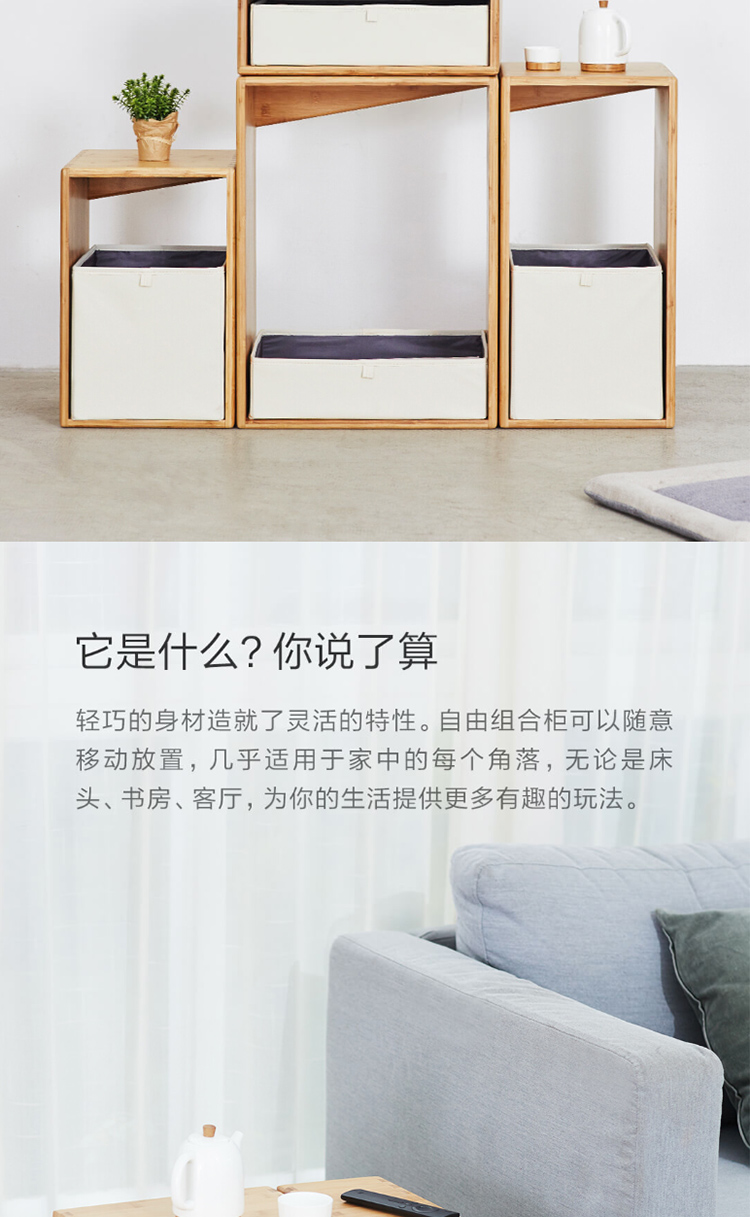 它是什么？你说了算
轻巧的身材造就了灵活的特性。自由组合柜可以随意
移动放置，几乎适用于家中的每个角落，无论是床
头、书房、客厅，为你的生活提供更多有趣的玩法。